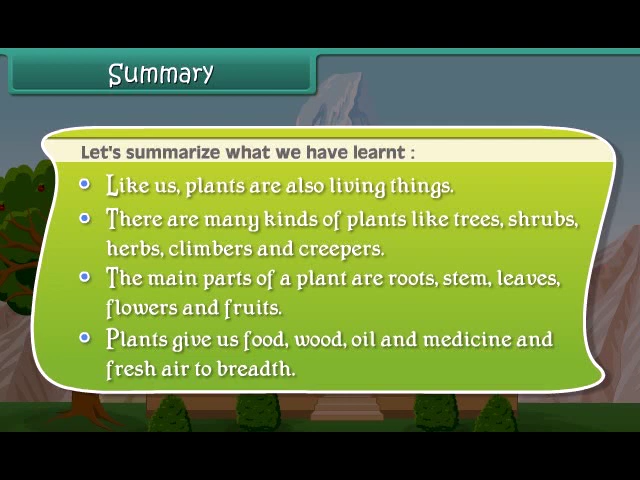 Summary
Let's summarize what we have learnt :
Like us, plants are also living things.
There are many kinds of plants like trees, shrubs,
herbs, climbers and creepers.
The main parts of a plant are roots, stem, leaves,
flowers and fruits.
Plants give us food, wood, oil and medicine and
fresh air to breadth.